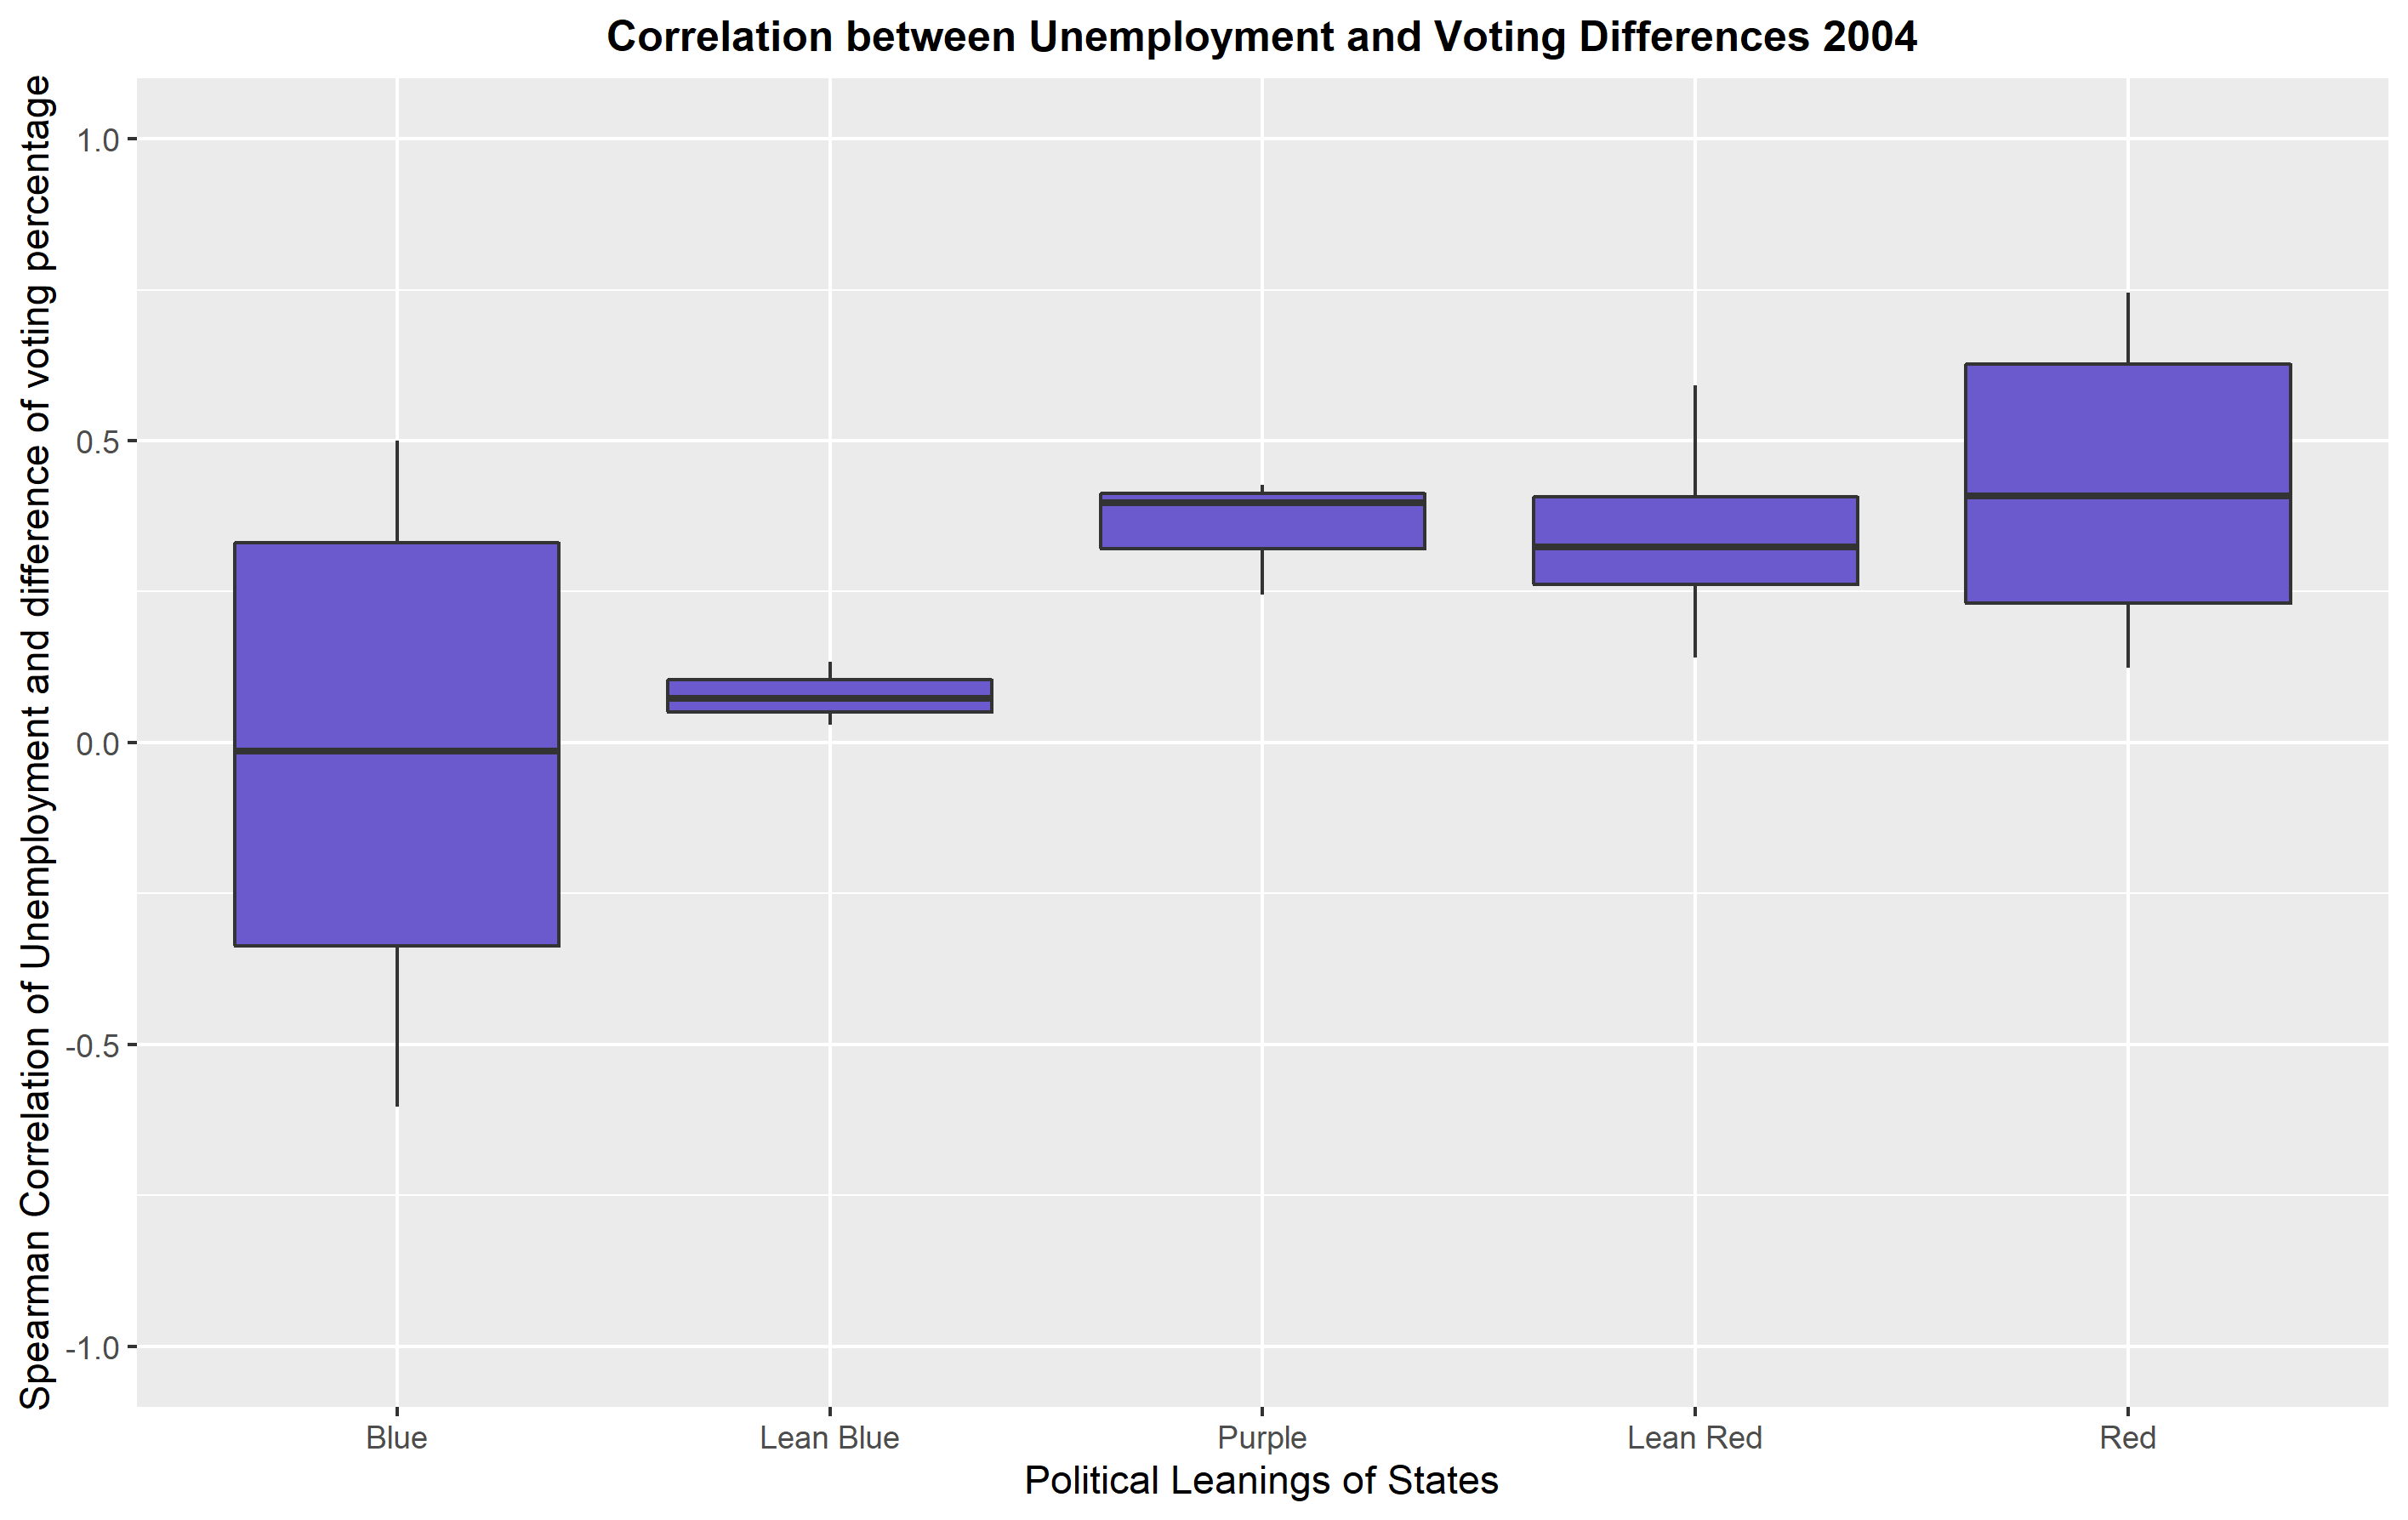 Correlation between Unemployment and Voting Differences 2004
Spearman Correlation of Unemployment and difference of voting percentage
1.0
0.5
0.0
-0.5
-1.0
Blue
Lean Blue
Purple
Lean Red
Red
Political Leanings of States